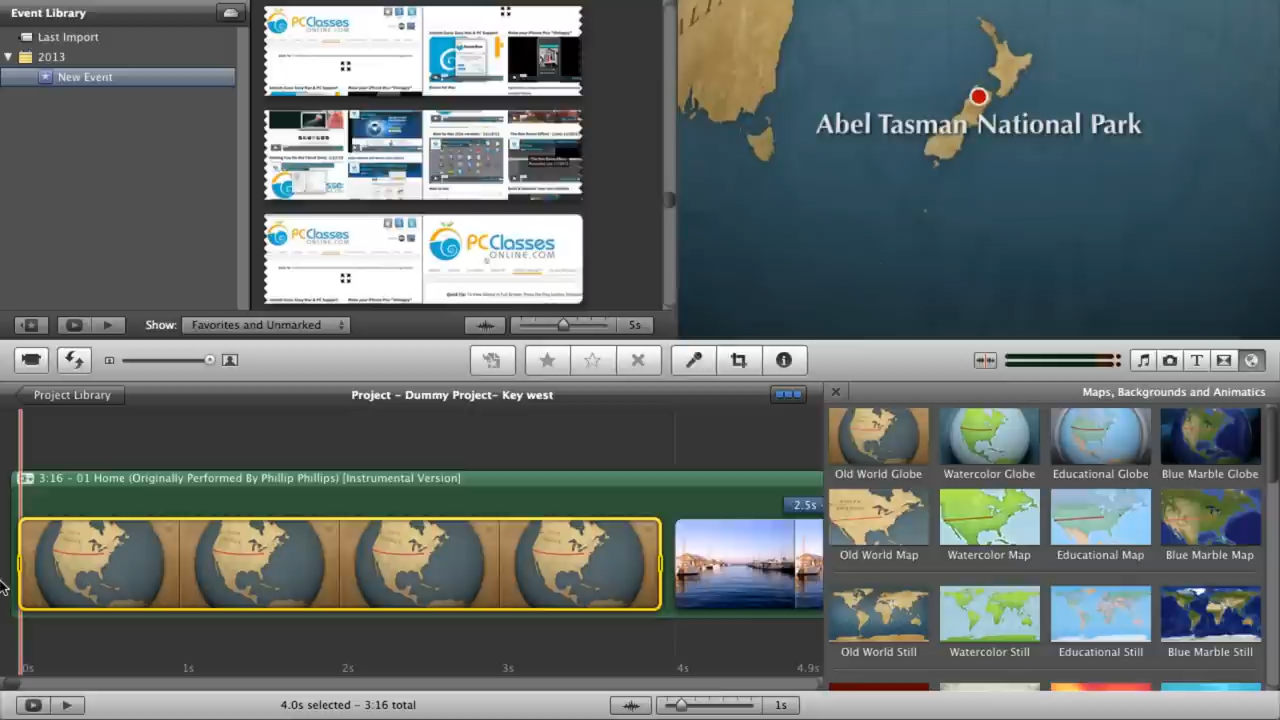 Event Library
Last Import
New Event
PCClasses
ONLINE.COM
PCClasses
ONLINE.COM
PCClasses
ONLINE.COM
Abel Tasman National Park
Show:
Favorites and Unmarked
5s
Project Library
Project - Dummy Project- Key west
Maps, Backgrounds and Animatics
Old World Globe
Watercolor Globe
Educational Globe
Blue Marble Globe
3:16 - 01 Home (Originally Performed By Phillip Phillips) [Instrumental Version]
2.5s
Old World Map
Watercolor Map
Educational Map
Blue Marble Map
Old World Still
Watercolor Still
Educational Still
Blue Marble Still
0s
1s
2s
3s
4s
4.9s
4.0s selected - 3:16 total
1s